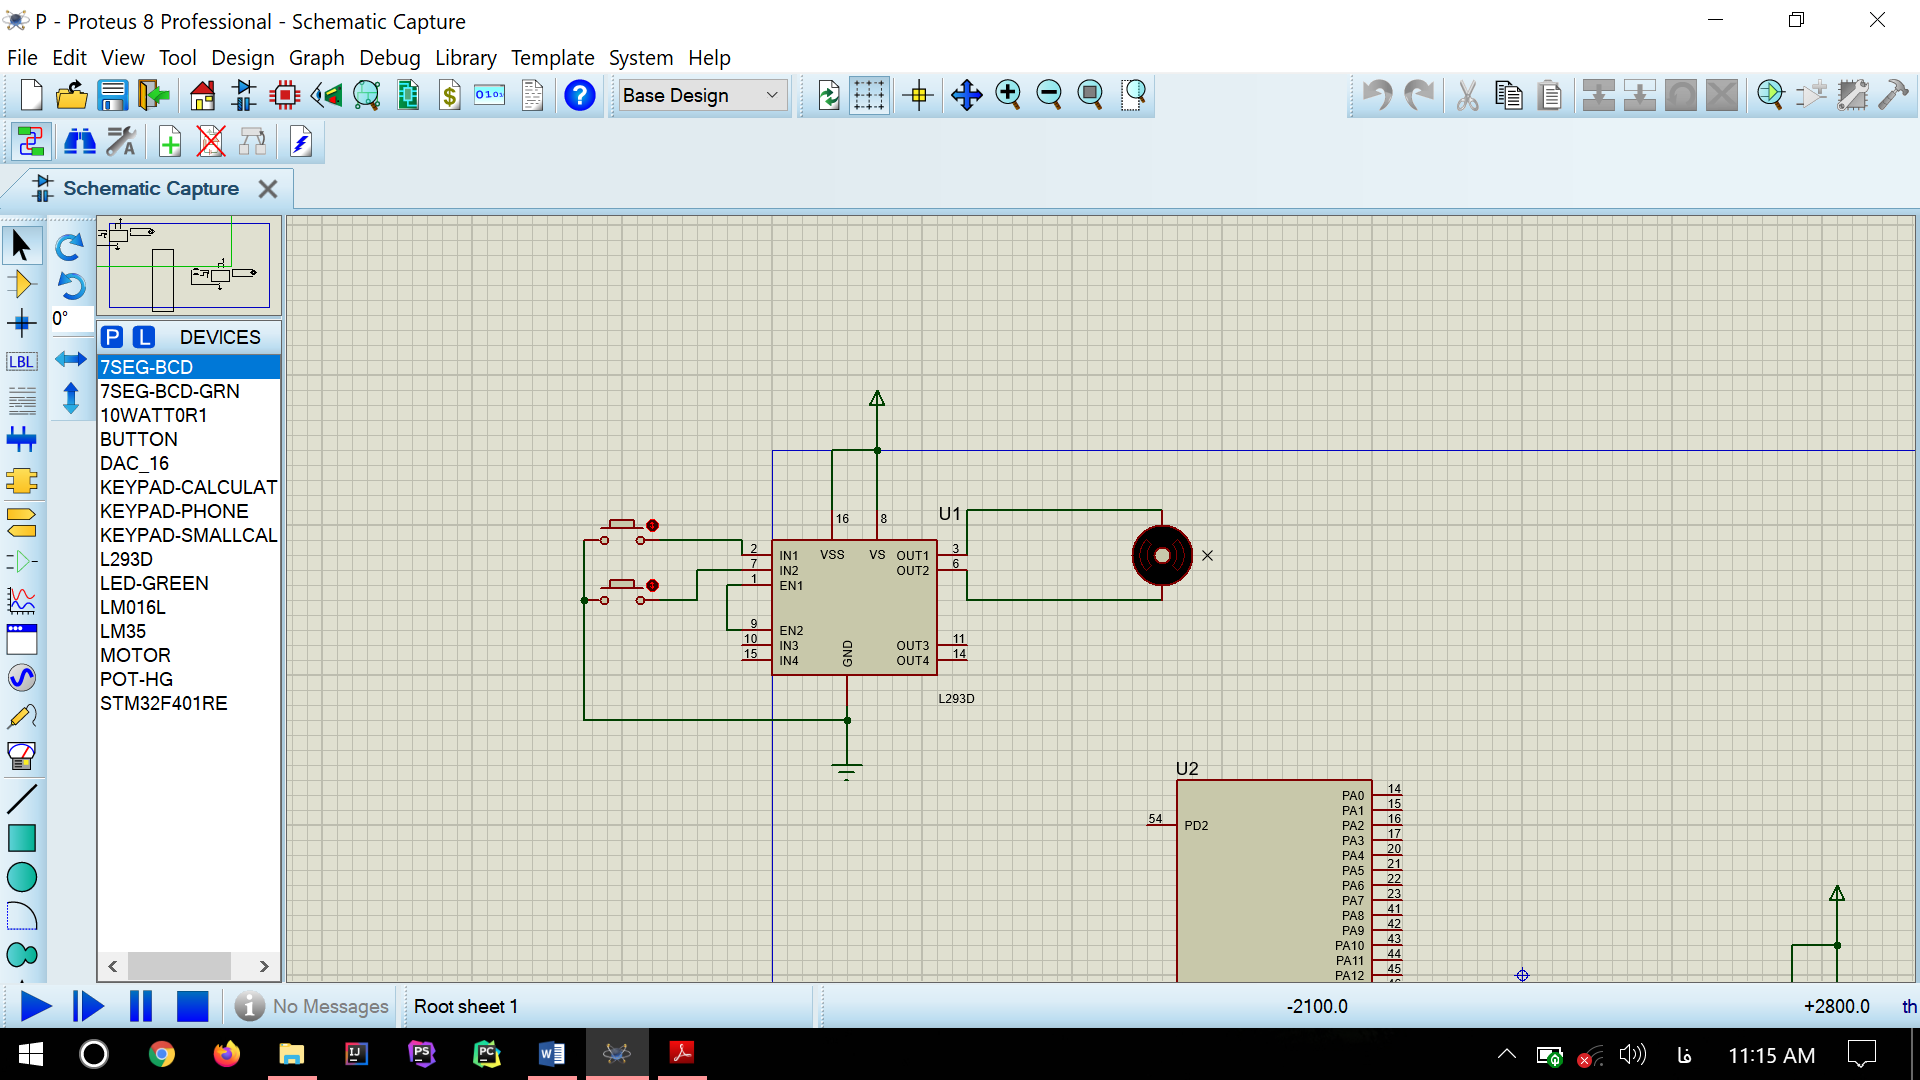 P - Proteus 8 Professional - Schematic Capture
File Edit View Tool Design Graph Debug Library Template System Help
Base Design
Schematic Capture
0°
LBL
P L DEVICES
7SEG-BCD
7SEG-BCD-GRN
10WATT0R1
BUTTON
DAC_16
KEYPAD-CALCULAT
KEYPAD-PHONE
KEYPAD-SMALLCAL
L293D
LED-GREEN
LM016L
LM35
MOTOR
POT-HG
STM32F401RE
U1
16 8
2 IN1 VSS VS OUT1 3
7 IN2 OUT2 6
1 EN1
9 EN2
10 IN3 GND OUT3 11
15 IN4 OUT4 14
L293D
U2
PA0 14
PA1 15
54 PD2 PA2 16
PA3 17
PA4 20
PA5 21
PA6 22
PA7 23
PA8 41
PA9 42
PA10 43
PA11 44
PA12 45
No Messages Root sheet 1 -2100.0 +2800.0 th
فا 11:15 AM